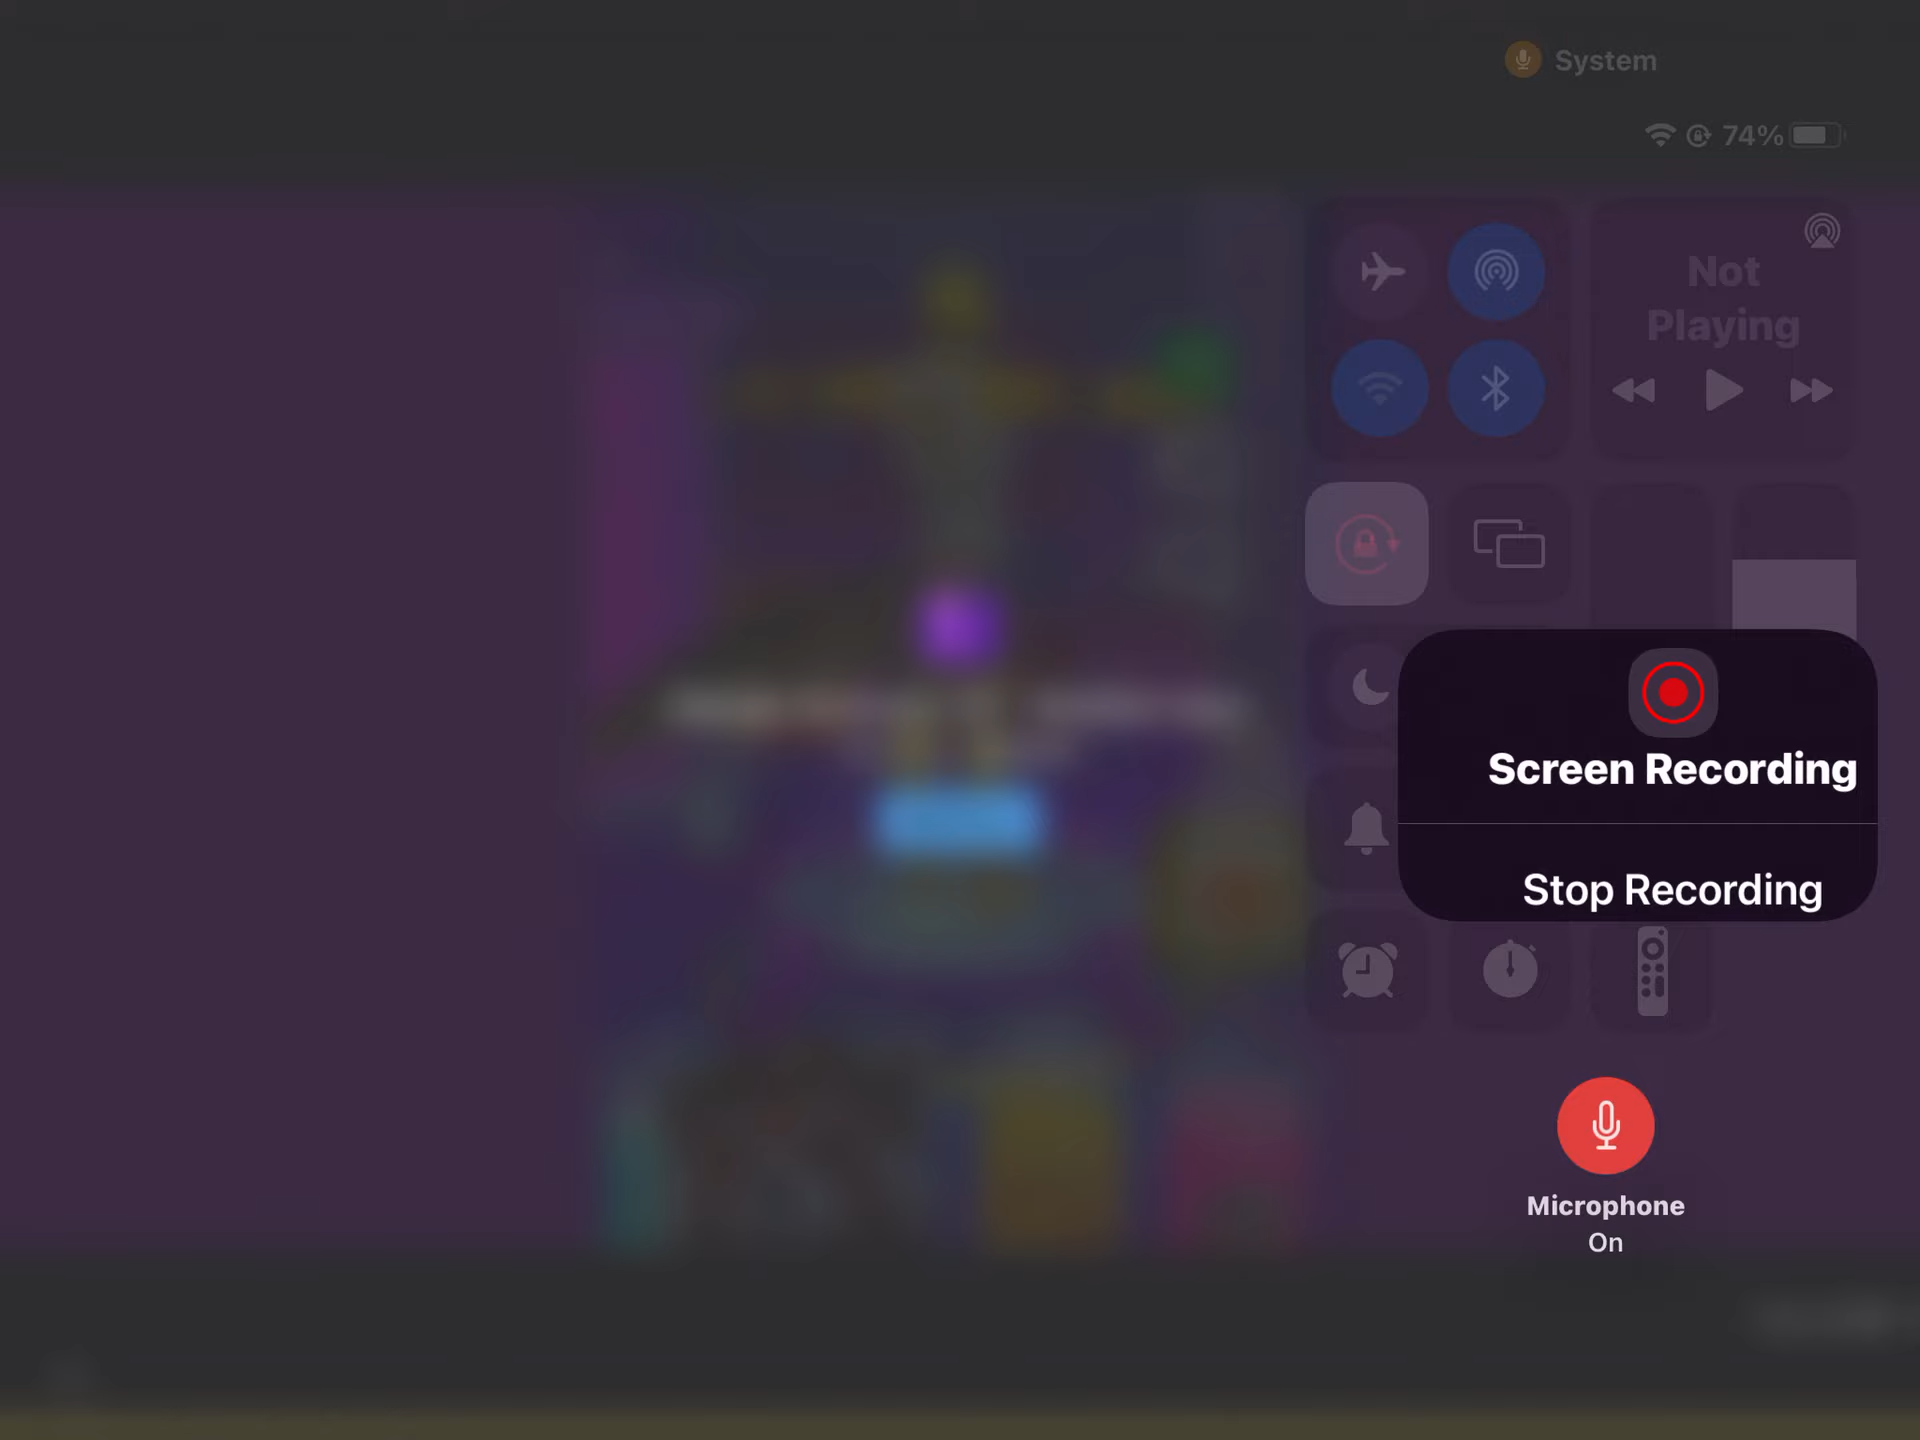 System
74%
Not
Playing
Screen Recording
Stop Recording
Microphone
On